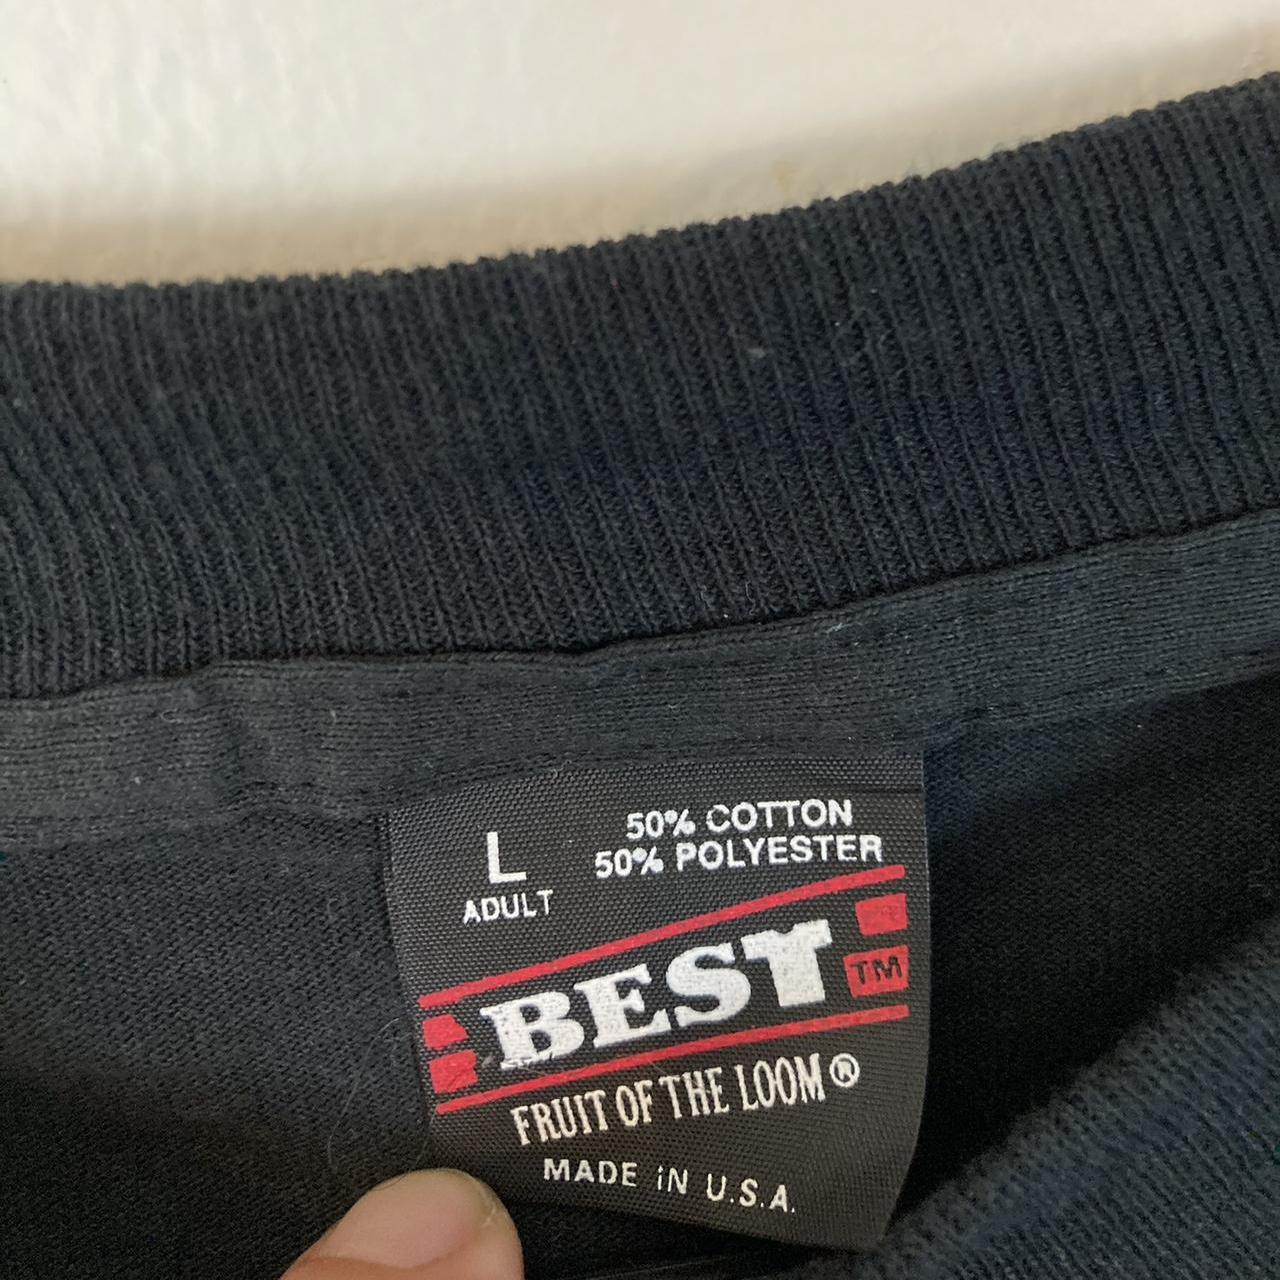 L
ADULT
50% COTTON
50% POLYESTER
BEST
TM
FRUIT OF THE LOOM®
MADE iN U.S.A.